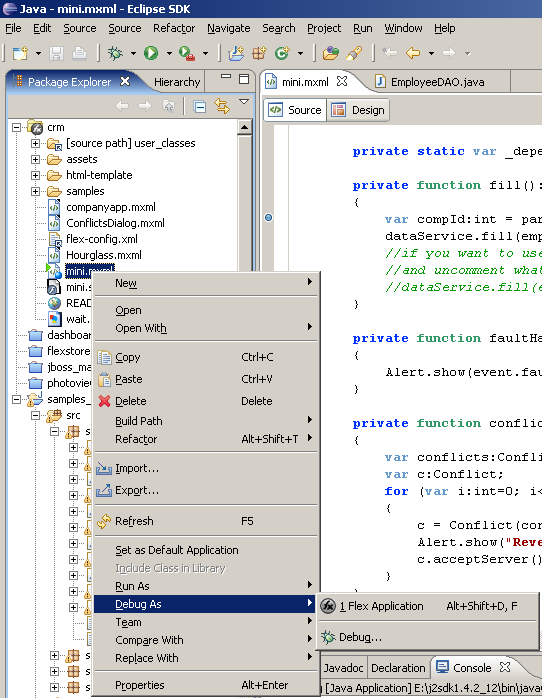 Java - mini.mxml - Eclipse SDK
File Edit Source Source Refactor Navigate Search Project Run Window Help
Package Explorer
Hierarchy
mini.mxml
EmployeeDAO.java
Source
Design
crm
[source path] user_classes
assets
html-template
samples
companyapp.mxml
ConflictsDialog.mxml
flex-config.xml
Hourglass.mxml
mini.mxml
mini.s
READ
wait.
dashboar
flexstore
jboss_ma
photoview
samples_
src
s
s
s
s
private static var _depe
private function fill():
{
var compId:int = par
dataService.fill(emp
//if you want to use
//and uncomment what
//dataService.fill(e
}
private function faultHa
{
Alert.show(event.fau
}
private function conflic
{
var conflicts:Confli
var c:Conflict;
for (var i:int=0; i<
{
c = Conflict(con
Alert.show("Reve
c.acceptServer()
}
}
New
Open
Open With
Copy Ctrl+C
Paste Ctrl+V
Delete Delete
Build Path
Refactor Alt+Shift+T
Import...
Export...
Refresh F5
Set as Default Application
Include Class in Library
Run As
Debug As
Team
Compare With
Replace With
Properties Alt+Enter
1 Flex Application Alt+Shift+D, F
Debug...
Javadoc
Declaration
Console
[Java Application] E:\j2sdk1.4.2_12\bin\javaw